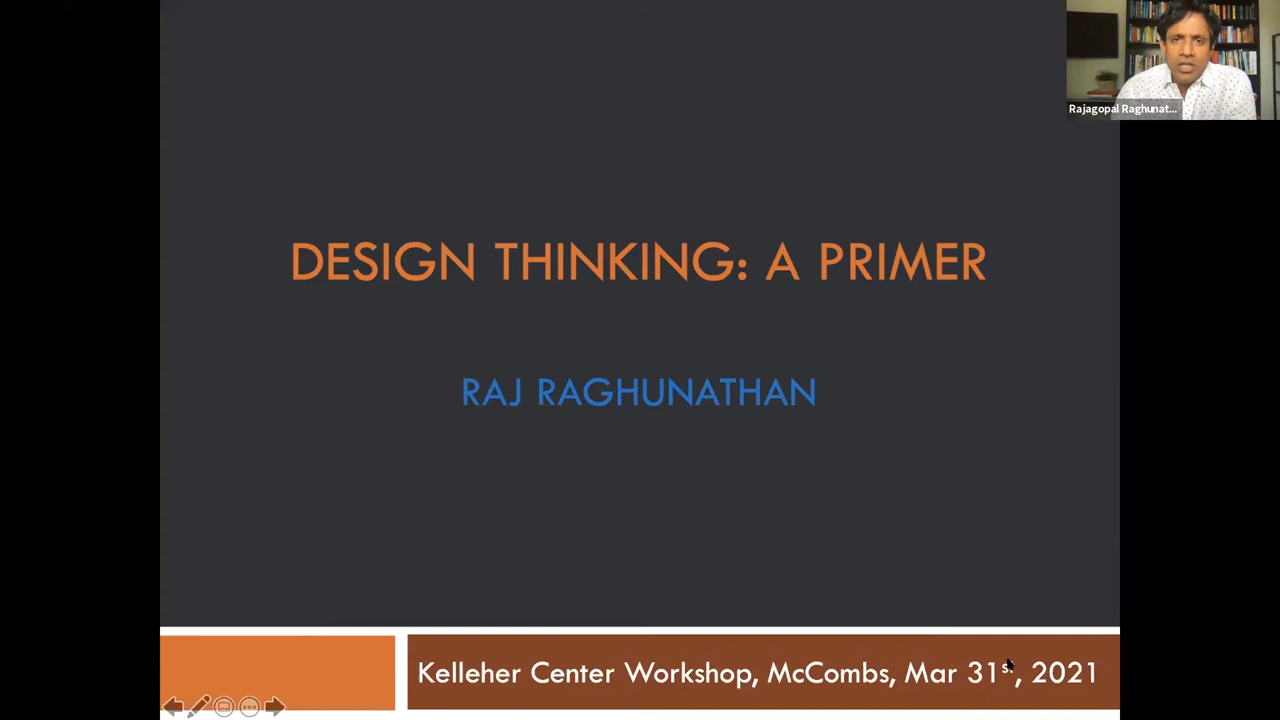 Rajagopal Raghunat...
DESIGN THINKING: A PRIMER
RAJ RAGHUNATHAN
Kelleher Center Workshop, McCombs, Mar 31st, 2021